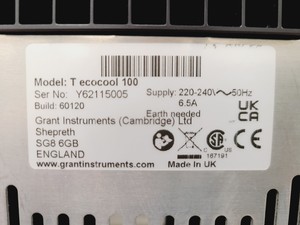 Model: T ecocool 100
Ser No: Y62115005
Build: 60120
Supply: 220-240V~50Hz
6.5A
Earth needed
Grant Instruments (Cambridge) Ltd
Shepreth
SG8 6GB
ENGLAND
www.grantinstruments.com
UK
CA
C US
167191
Made in UK